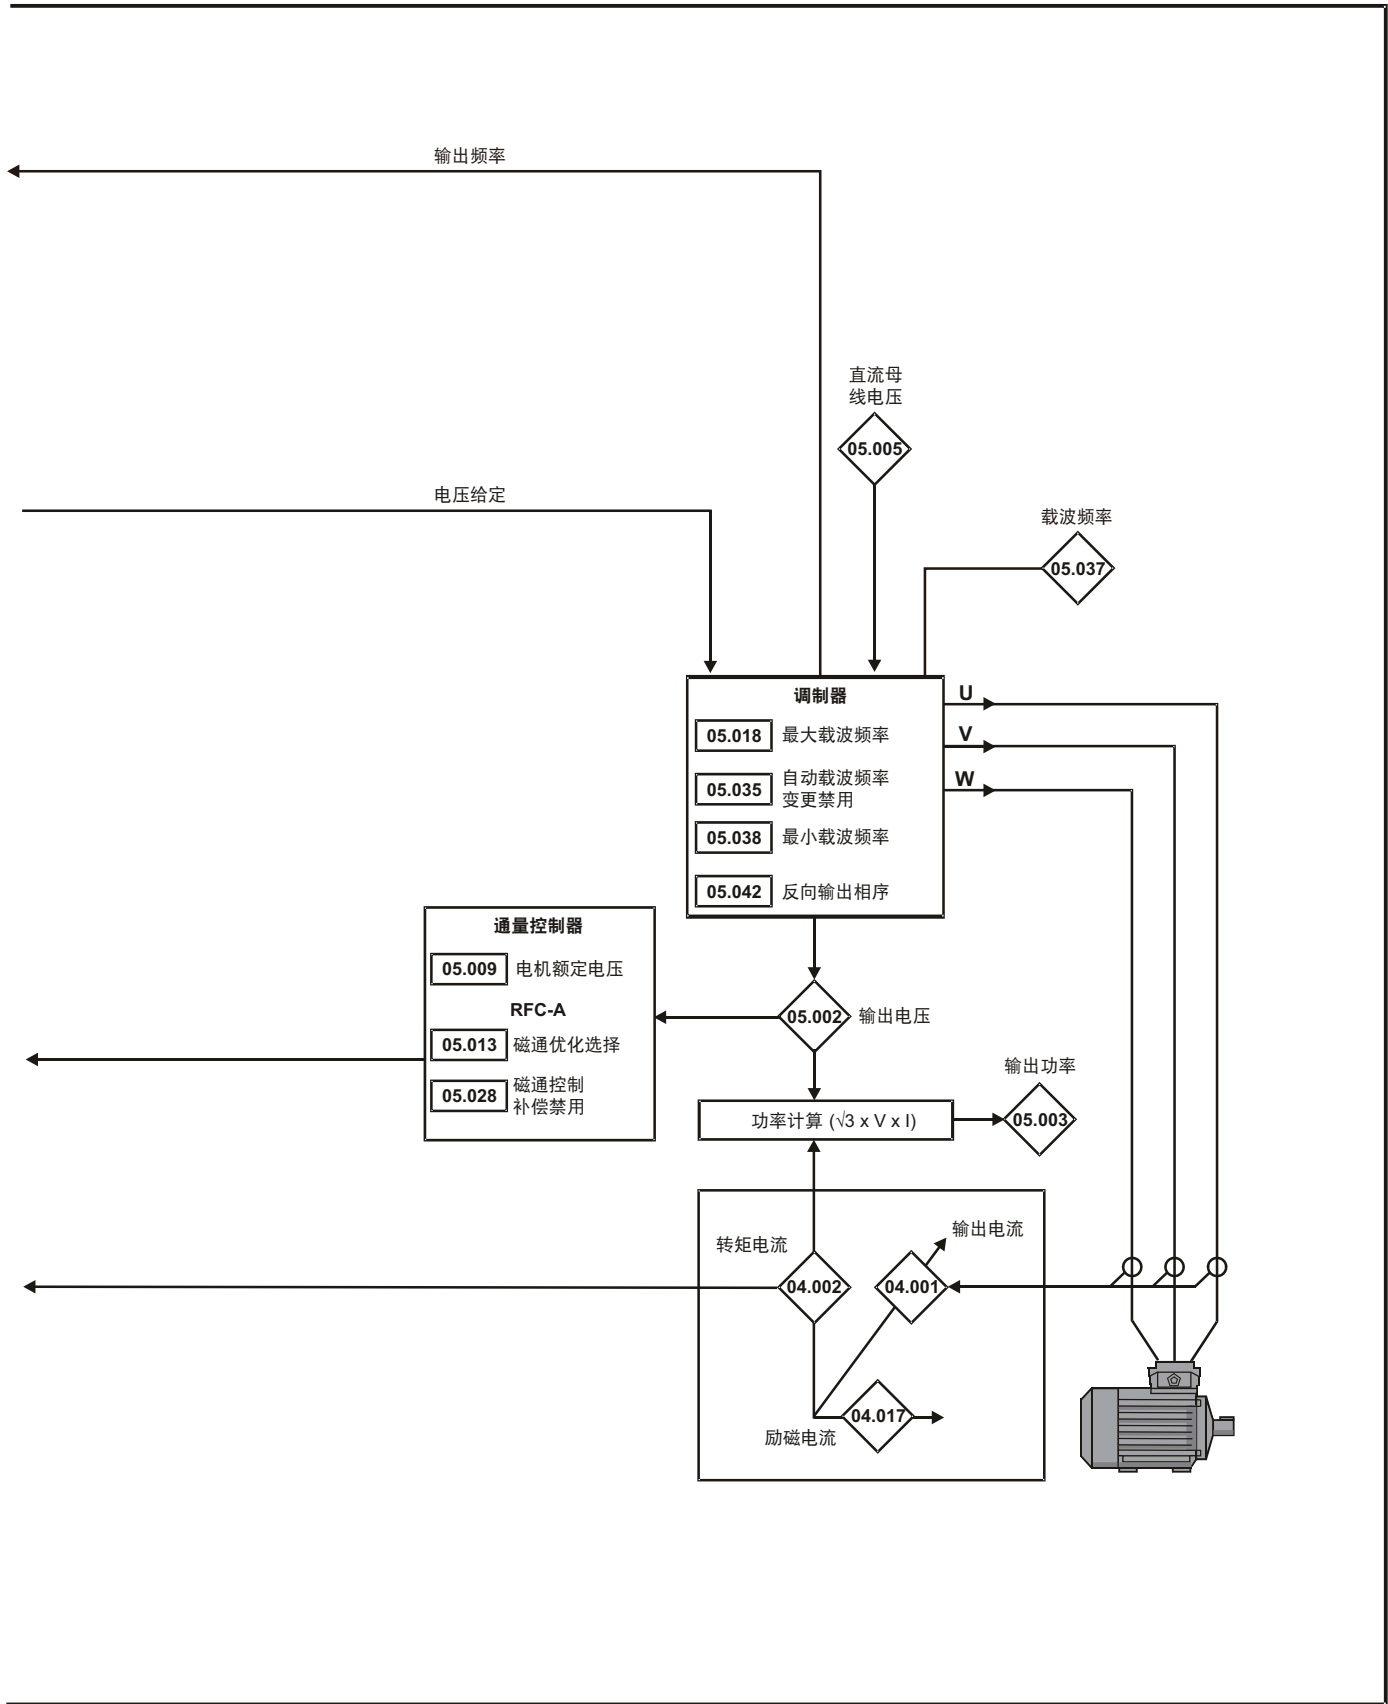 输出频率
直流母
线电压
05.005
电压给定
载波频率
05.037
调制器
05.018 最大载波频率
05.035 自动载波频率
变更禁用
05.038 最小载波频率
05.042 反向输出相序
U
V
W
通量控制器
05.009 电机额定电压
RFC-A
05.013 磁通优化选择
05.028 磁通控制
补偿禁用
05.002 输出电压
输出功率
05.003
功率计算 (√3 x V x I)
转矩电流
04.002
输出电流
04.001
04.017
励磁电流